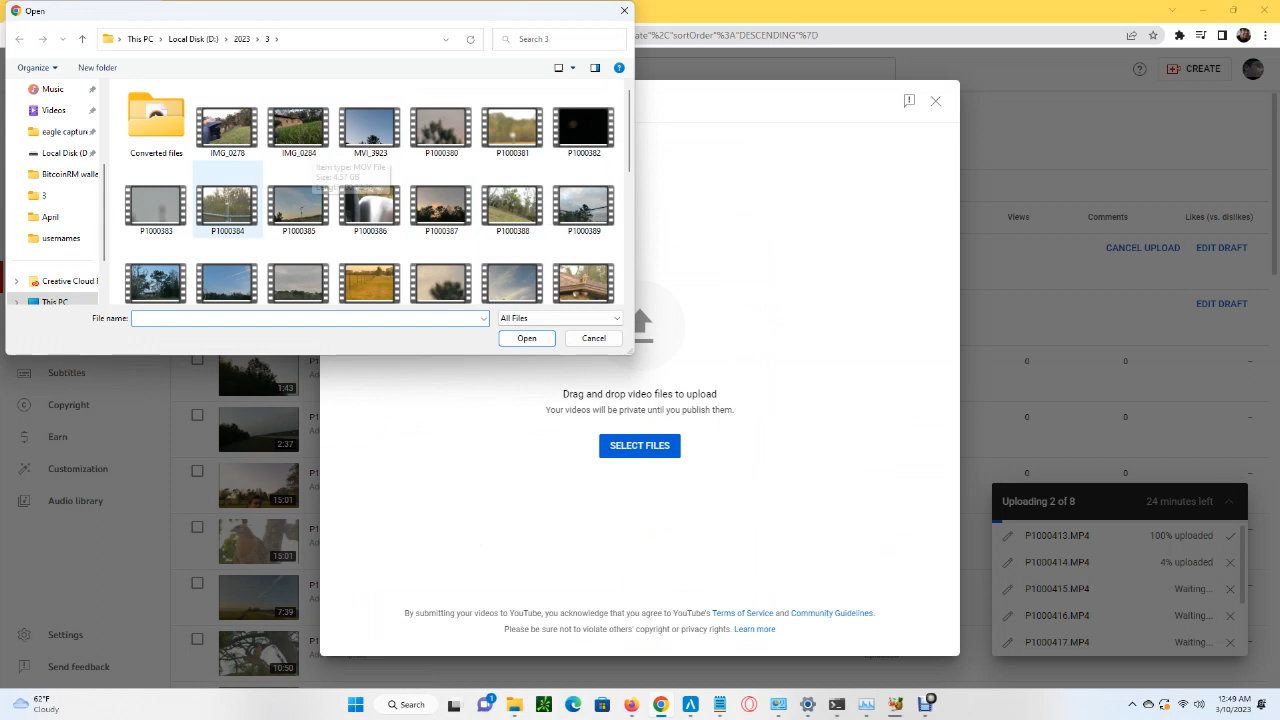 Open
This PC
Local Disk (D:)
2023
3
Search 3
ate"%2C"sortOrder"%3A"DESCENDING"%7D
Organize
New folder
CREATE
Music
Videos
eagle capture
Local Disk (D
BitcoinRM walle
3
April
usernames
Creative Cloud F
This PC
Converted files
IMG_0278
IMG_0284
MVI_3923
P1000380
P1000381
P1000382
Item type: MOV File
Size: 4.57 GB
P1000383
P1000384
P1000385
P1000386
P1000387
P1000388
P1000389
File name:
All Files
Open
Cancel
Views
Comments
Likes (vs. dislikes)
CANCEL UPLOAD
EDIT DRAFT
EDIT DRAFT
Subtitles
Copyright
Earn
Customization
Audio library
Settings
Send feedback
1:43
2:37
15:01
15:01
7:39
10:50
0
0
–
0
0
–
0
0
–
Drag and drop video files to upload
Your videos will be private until you publish them.
SELECT FILES
By submitting your videos to YouTube, you acknowledge that you agree to YouTube's Terms of Service and Community Guidelines.
Please be sure not to violate others' copyright or privacy rights. Learn more
Uploading 2 of 8
24 minutes left
P1000413.MP4
100% uploaded
P1000414.MP4
4% uploaded
P1000415.MP4
Waiting...
P1000416.MP4
Waiting...
P1000417.MP4
Waiting...
62°F
Cloudy
Search
1
12:49 AM
3/10/2023